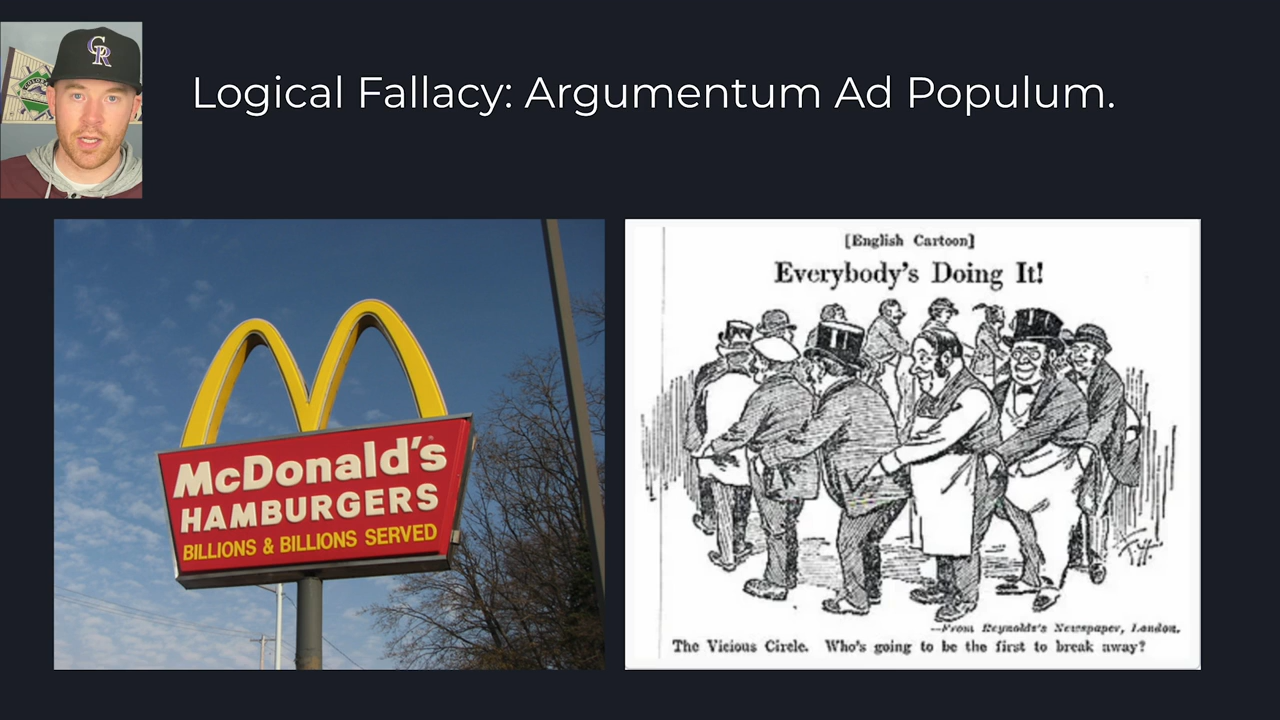 Logical Fallacy: Argumentum Ad Populum.
CR
McDonald's
HAMBURGERS
BILLIONS & BILLIONS SERVED
[English Cartoon]
Everybody's Doing It!
—From Reynolds's Newspaper, London.
The Vicious Circle. Who's going to be the first to break away?